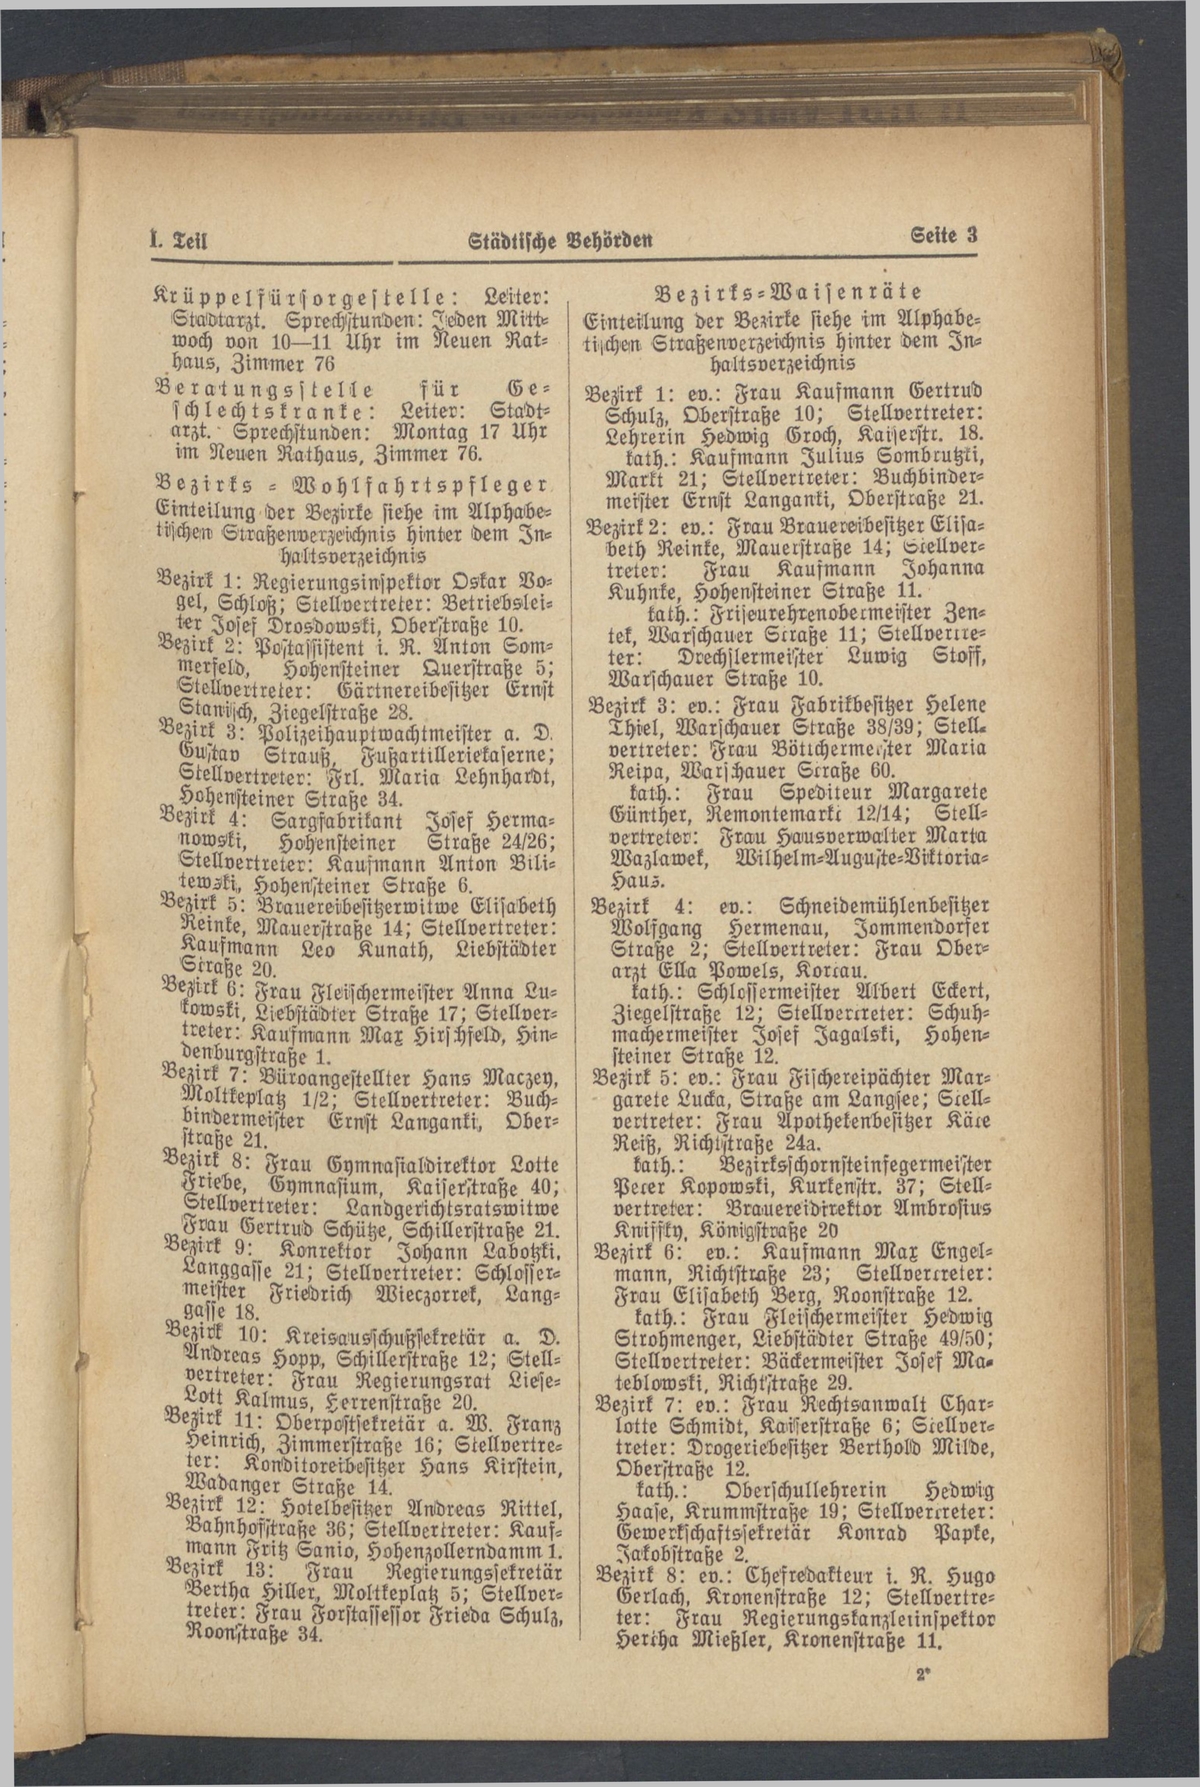 I. Teil
Städtische Behörden
Seite 3
Krüppelfürsorgestelle: Leiter:
Stadtarzt. Sprechstunden: Jeden Mitt-
woch von 10—11 Uhr im Neuen Rat-
haus, Zimmer 76
Beratungsstelle für Ge-
schlechtskranke: Leiter: Stadt-
arzt. Sprechstunden: Montag 17 Uhr
im Neuen Rathaus, Zimmer 76.
Bezirks-Wohlfahrtspfleger
Einteilung der Bezirke siehe im Alphabe-
tischen Straßenverzeichnis hinter dem In-
haltsverzeichnis
Bezirk 1: Regierungsinspektor Oskar Vo-
gel, Schloß; Stellvertreter: Betriebslei-
ter Josef Drosdowski, Oberstraße 10.
Bezirk 2: Postassistent i. R. Anton Som-
merfeld, Hohensteiner Querstraße 5;
Stellvertreter: Gärtnereibesitzer Ernst
Stanisch, Ziegelstraße 28.
Bezirk 3: Polizeihauptwachtmeister a. D.
Gustav Strauß, Fußartilleriekaserne;
Stellvertreter: Frl. Maria Lehnhardt,
Hohensteiner Straße 34.
Bezirk 4: Sargfabrikant Josef Herma-
nowski, Hohensteiner Straße 24/26;
Stellvertreter: Kaufmann Anton Bili-
tewski, Hohensteiner Straße 6.
Bezirk 5: Brauereibesitzerwitwe Elisabeth
Reinke, Mauerstraße 14; Stellvertreter:
Kaufmann Leo Kunath, Liebstädter
Straße 20.
Bezirk 6: Frau Fleischermeister Anna Lu-
kowski, Liebstädter Straße 17; Stellver-
treter: Kaufmann Max Hirschfeld, Hin-
denburgstraße 1.
Bezirk 7: Büroangestellter Hans Maczey,
Moltkeplatz 1/2; Stellvertreter: Buch-
bindermeister Ernst Langanki, Ober-
straße 21.
Bezirk 8: Frau Gymnasialdirektor Lotte
Friebe, Gymnasium, Kaiserstraße 40;
Stellvertreter: Landgerichtsratswitwe
Frau Gertrud Schütze, Schillerstraße 21.
Bezirk 9: Konrektor Johann Labotzki,
Langgasse 21; Stellvertreter: Schlosser-
meister Friedrich Wieczorrek, Lang-
gasse 18.
Bezirk 10: Kreisausschußsekretär a. D.
Andreas Hopp, Schillerstraße 12; Stell-
vertreter: Frau Regierungsrat Liese-
Lott Kalmus, Herrenstraße 20.
Bezirk 11: Oberpostsekretär a. W. Franz
Heinrich, Zimmerstraße 16; Stellvertre-
ter: Konditoreibesitzer Hans Kirstein,
Wadanger Straße 14.
Bezirk 12: Hotelbesitzer Andreas Rittel,
Bahnhofstraße 36; Stellvertreter: Kauf-
mann Fritz Sanio, Hohenzollerndamm 1.
Bezirk 13: Frau Regierungssekretär
Bertha Hiller, Moltkeplatz 5; Stellver-
treter: Frau Forstassessor Frieda Schulz,
Roonstraße 34.
Bezirks-Waisenräte
Einteilung der Bezirke siehe im Alphabe-
tischen Straßenverzeichnis hinter dem In-
haltsverzeichnis
Bezirk 1: ev.: Frau Kaufmann Gertrud
Schulz, Oberstraße 10; Stellvertreter:
Lehrerin Hedwig Groch, Kaiserstr. 18.
kath.: Kaufmann Julius Sombrutzki,
Markt 21; Stellvertreter: Buchbinder-
meister Ernst Langanki, Oberstraße 21.
Bezirk 2: ev.: Frau Brauereibesitzer Elisa-
beth Reinke, Mauerstraße 14; Stellver-
treter: Frau Kaufmann Johanna
Kuhnke, Hohensteiner Straße 11.
kath.: Friseurehrenobermeister Zen-
tek, Warschauer Straße 11; Stellvertre-
ter: Drechslermeister Luwig Stoff,
Warschauer Straße 10.
Bezirk 3: ev.: Frau Fabrikbesitzer Helene
Thiel, Warschauer Straße 38/39; Stell-
vertreter: Frau Böttchermeister Maria
Reipa, Warschauer Straße 60.
kath.: Frau Spediteur Margarete
Günther, Remontemarkt 12/14; Stell-
vertreter: Frau Hausverwalter Marta
Wazlawek, Wilhelm-Auguste-Viktoria-
Haus.
Bezirk 4: ev.: Schneidemühlenbesitzer
Wolfgang Hermenau, Jommendorfer
Straße 2; Stellvertreter: Frau Ober-
arzt Ella Powels, Kortau.
kath.: Schlossermeister Albert Eckert,
Ziegelstraße 12; Stellvertreter: Schuh-
machermeister Josef Jagalski, Hohen-
steiner Straße 12.
Bezirk 5: ev.: Frau Fischereipächter Mar-
garete Lucka, Straße am Langsee; Stell-
vertreter: Frau Apothekenbesitzer Käte
Reiß, Richtstraße 24a.
kath.: Bezirksschornsteinfegermeister
Peter Kopowski, Kurkenstr. 37; Stell-
vertreter: Brauereidirektor Ambrosius
Kniffky, Königstraße 20
Bezirk 6: ev.: Kaufmann Max Engel-
mann, Richtstraße 23; Stellvertreter:
Frau Elisabeth Berg, Roonstraße 12.
kath.: Frau Fleischermeister Hedwig
Strohmenger, Liebstädter Straße 49/50;
Stellvertreter: Bäckermeister Josef Ma-
teblowski, Richtstraße 29.
Bezirk 7: ev.: Frau Rechtsanwalt Char-
lotte Schmidt, Kaiserstraße 6; Stellver-
treter: Drogeriebesitzer Berthold Milde,
Oberstraße 12.
kath.: Oberschullehrerin Hedwig
Haase, Krummstraße 19; Stellvertreter:
Gewerkschaftssekretär Konrad Papke,
Jakobstraße 2.
Bezirk 8: ev.: Chefredakteur i. R. Hugo
Gerlach, Kronenstraße 12; Stellvertre-
ter: Frau Regierungskanzleiinspektor
Hertha Mießler, Kronenstraße 11.
2*